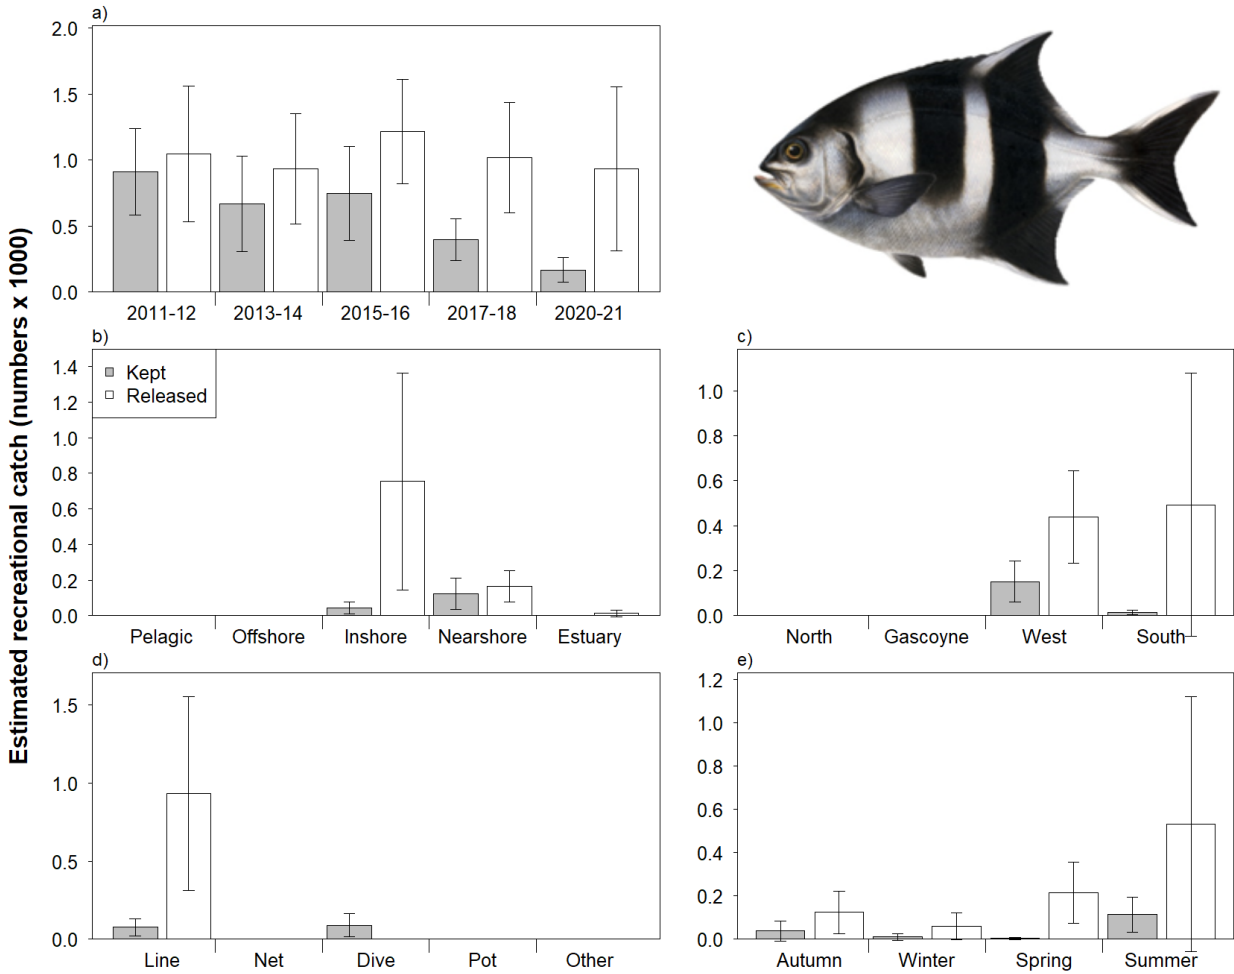 Estimated recreational catch (numbers x 1000)
a)
2.0
1.5
1.0
0.5
0.0
2011-12 2013-14 2015-16 2017-18 2020-21
b)
1.4
1.2
1.0
0.8
0.6
0.4
0.2
0.0
Kept
Released
Pelagic Offshore Inshore Nearshore Estuary
c)
1.0
0.8
0.6
0.4
0.2
0.0
North Gascoyne West South
d)
1.5
1.0
0.5
0.0
Line Net Dive Pot Other
e)
1.2
1.0
0.8
0.6
0.4
0.2
0.0
Autumn Winter Spring Summer